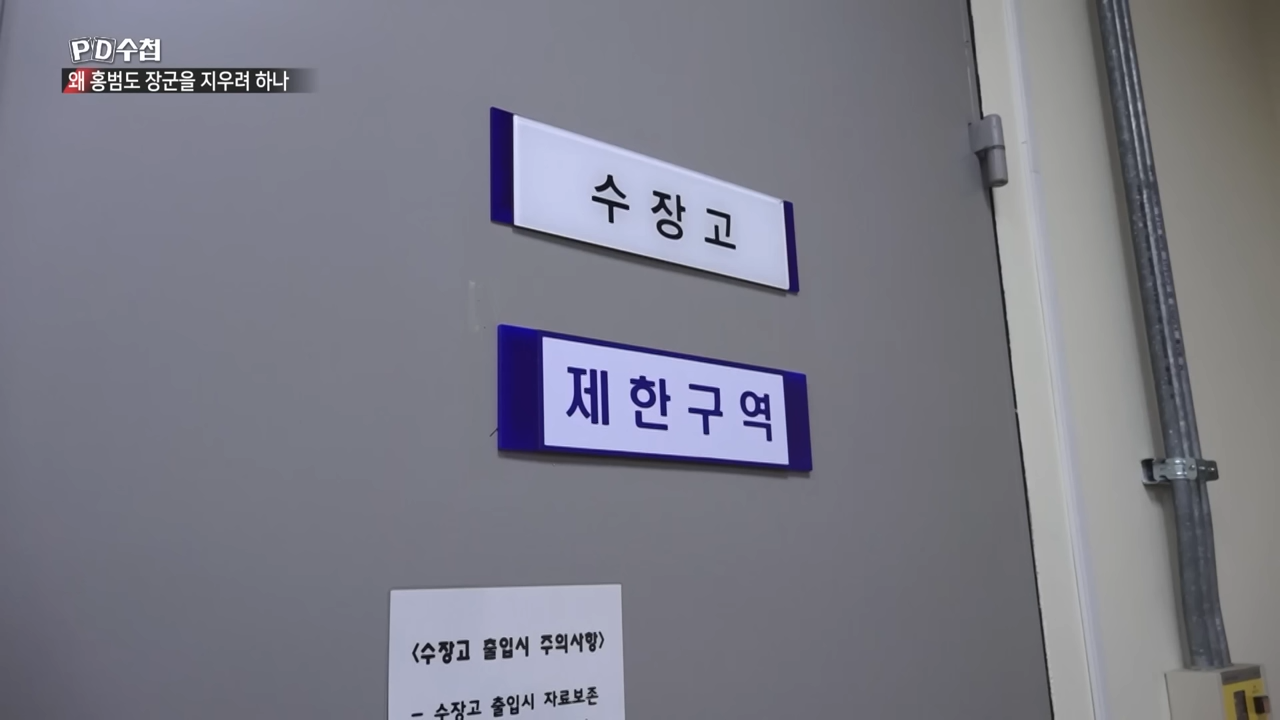 PD수첩
왜 홍범도 장군을 지우려 하나
수장고
제한구역
<수장고 출입시 주의사항>
- 수장고 출입시 자료보존